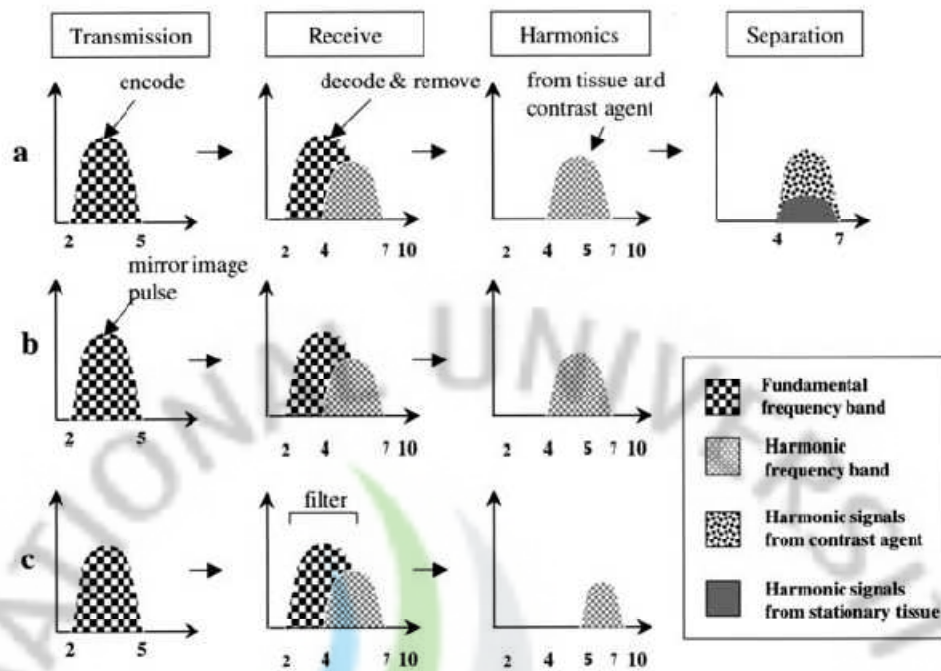 Transmission
Receive
Harmonics
Separation
encode
decode & remove
from tissue and
contrast agent
a
2 5
2 4 7 10
2 4 5 7 10
4 7
mirror image
pulse
b
2 5
2 4 7 10
2 4 5 7 10
filter
c
2 5
2 4 7 10
2 4 5 7 10
Fundamental
frequency band
Harmonic
frequency band
Harmonic signals
from contrast agent
Harmonic signals
from stationary tissue
NATIONAL UNIVERSITY